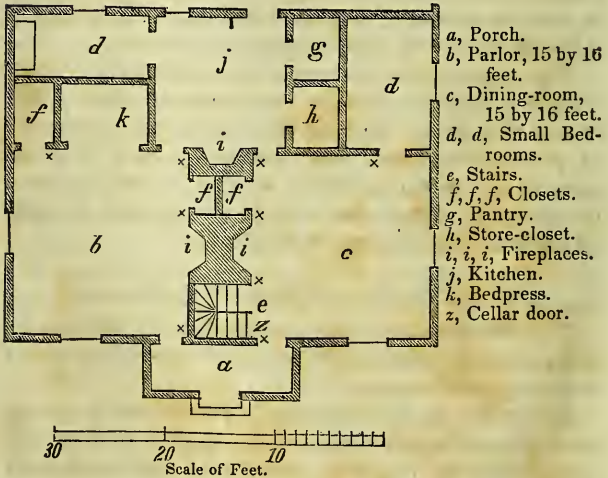 d
j
g
d
f
k
h
i
f
f
b
i
i
c
e
z
a
30
20
10
Scale of Feet.
a, Porch.
b, Parlor, 15 by 16
feet.
c, Dining-room,
15 by 16 feet.
d, d, Small Bed-
rooms.
e, Stairs.
f, f, f, Closets.
g, Pantry.
h, Store-closet.
i, i, i, Fireplaces.
j, Kitchen.
k, Bedpress.
z, Cellar door.